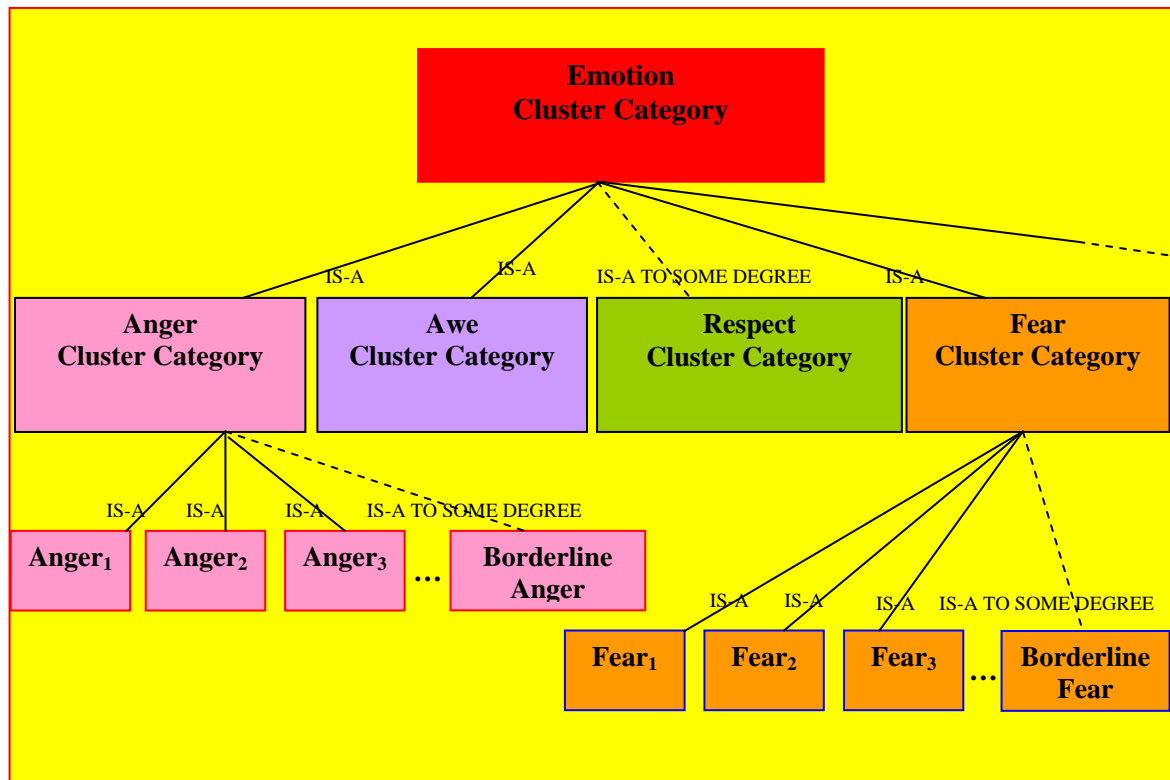 Emotion
Cluster Category
IS-A
IS-A
IS-A TO SOME DEGREE
IS-A
Anger
Cluster Category
Awe
Cluster Category
Respect
Cluster Category
Fear
Cluster Category
IS-A
IS-A
IS-A
IS-A TO SOME DEGREE
Anger₁
Anger₂
Anger₃
...
Borderline
Anger
IS-A
IS-A
IS-A
IS-A TO SOME DEGREE
Fear₁
Fear₂
Fear₃
...
Borderline
Fear